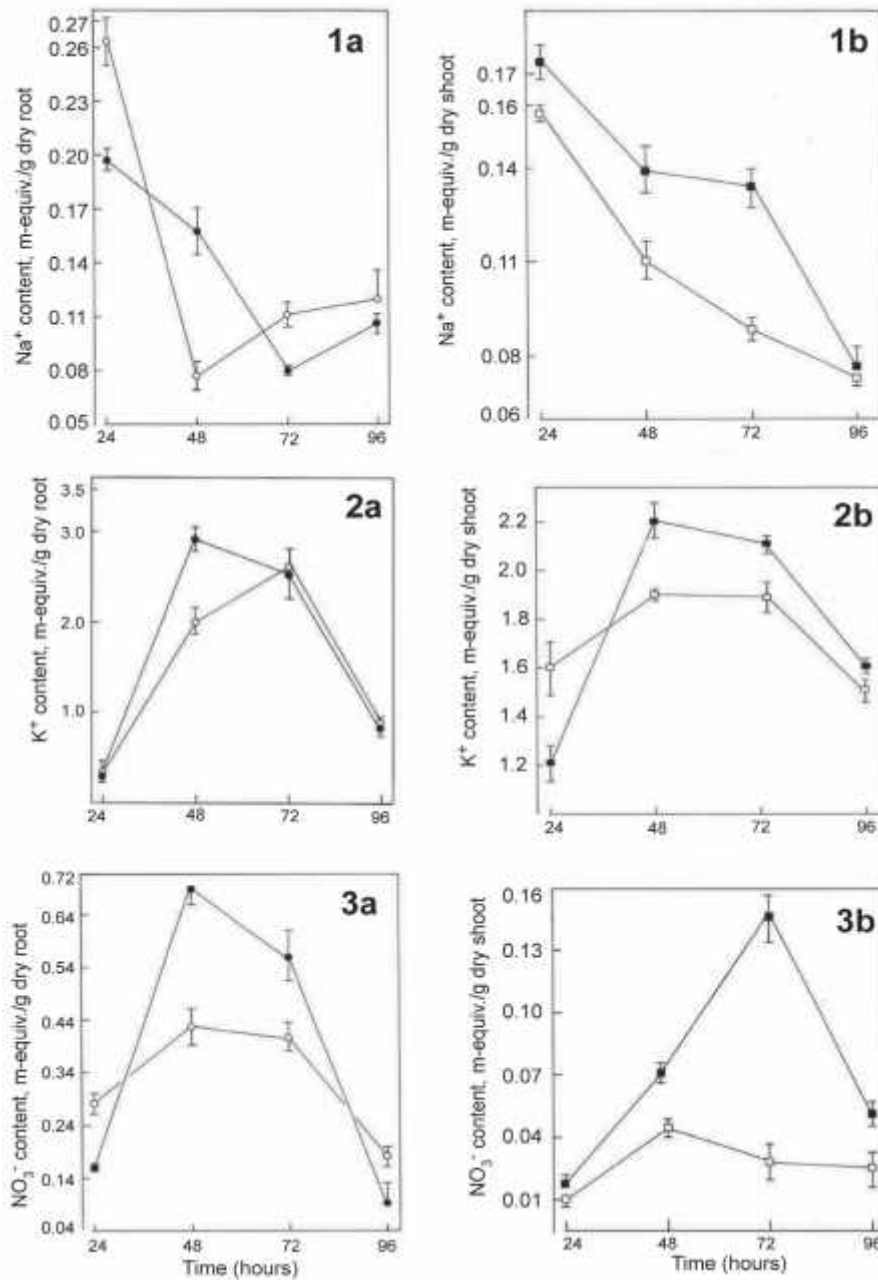 1a
Na⁺ content, m-equiv./g dry root
0.27
0.26
0.23
0.20
0.17
0.14
0.11
0.08
0.05
24 48 72 96
1b
Na⁺ content, m-equiv./g dry shoot
0.17
0.16
0.14
0.11
0.08
0.06
24 48 72 96
2a
K⁺ content, m-equiv./g dry root
3.5
3.0
2.0
1.0
24 48 72 96
2b
K⁺ content, m-equiv./g dry shoot
2.2
2.0
1.8
1.6
1.4
1.2
24 48 72 96
3a
NO₃⁻ content, m-equiv./g dry root
0.72
0.64
0.54
0.44
0.34
0.24
0.14
0.04
24 48 72 96
Time (hours)
3b
NO₃⁻ content, m-equiv./g dry shoot
0.16
0.13
0.10
0.07
0.04
0.01
24 48 72 96
Time (hours)